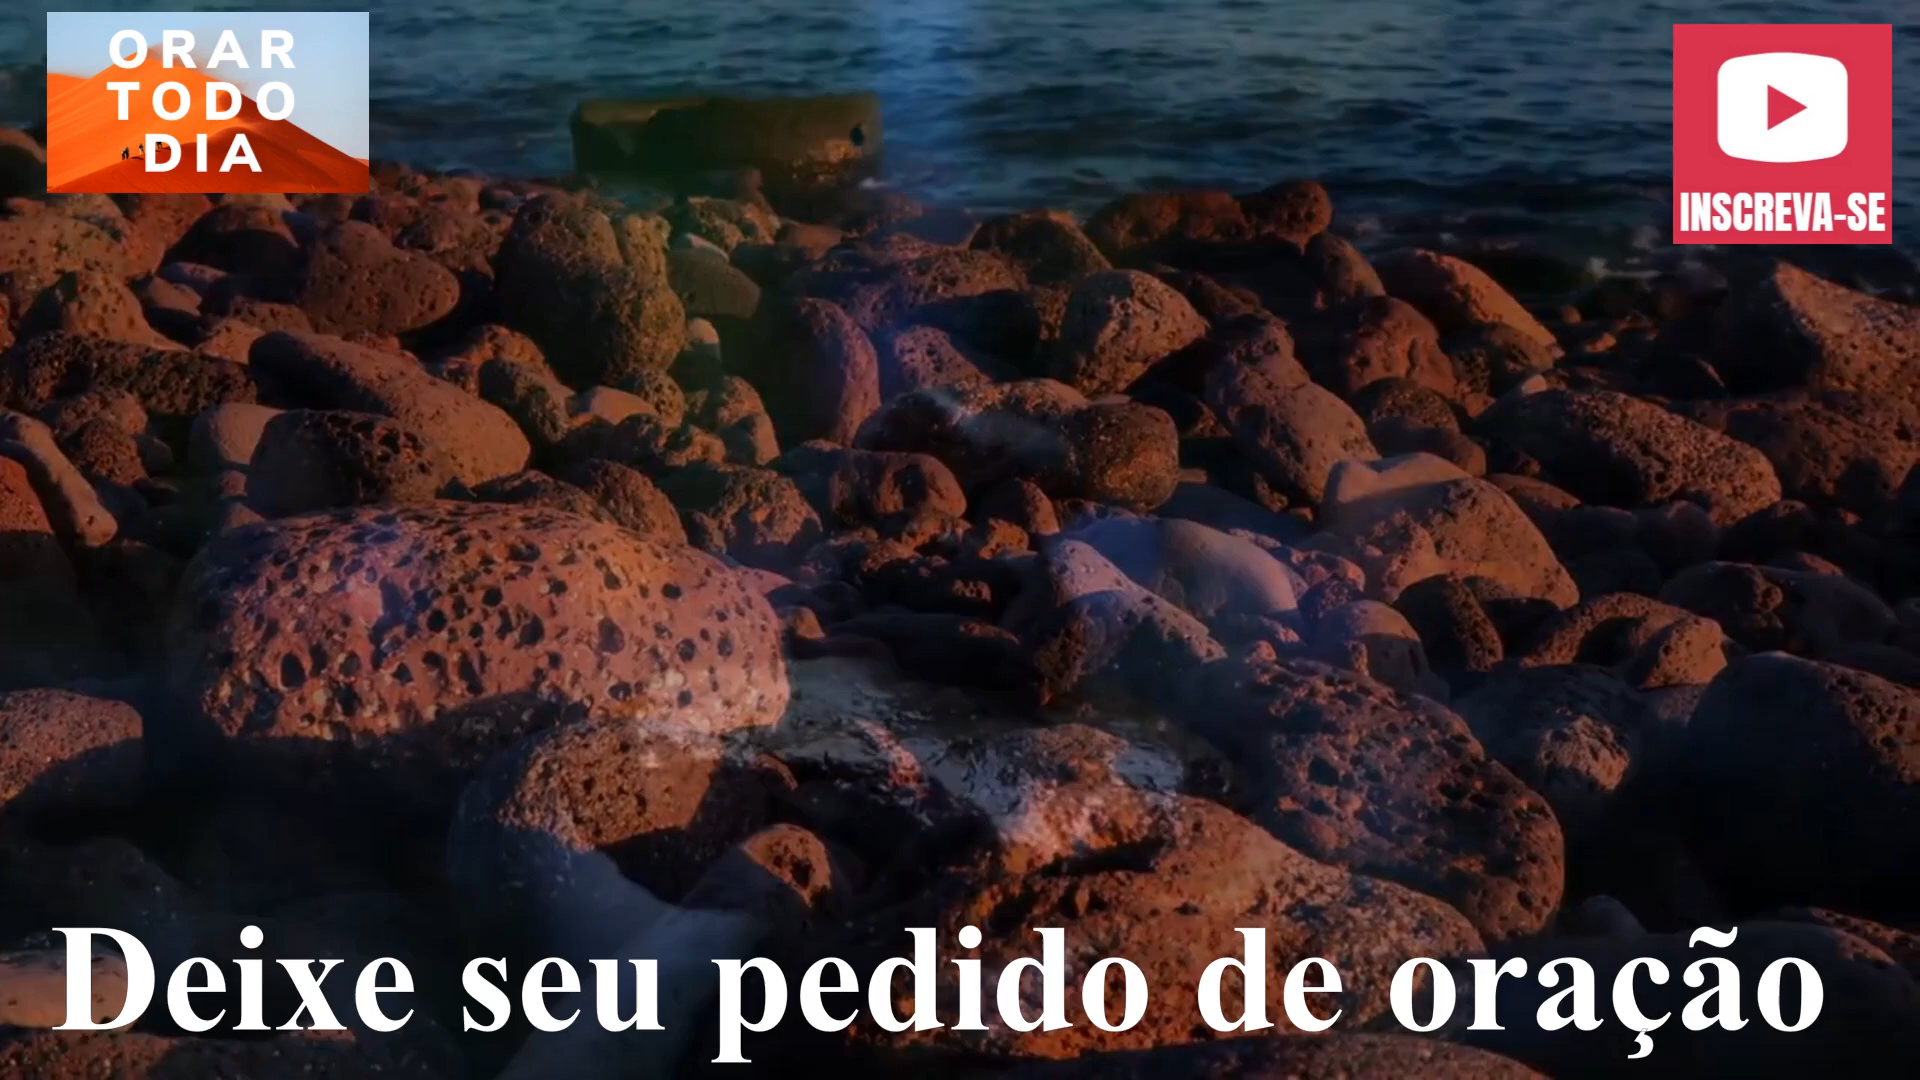 ORAR
TODO
DIA
INSCREVA-SE
Deixe seu pedido de oração